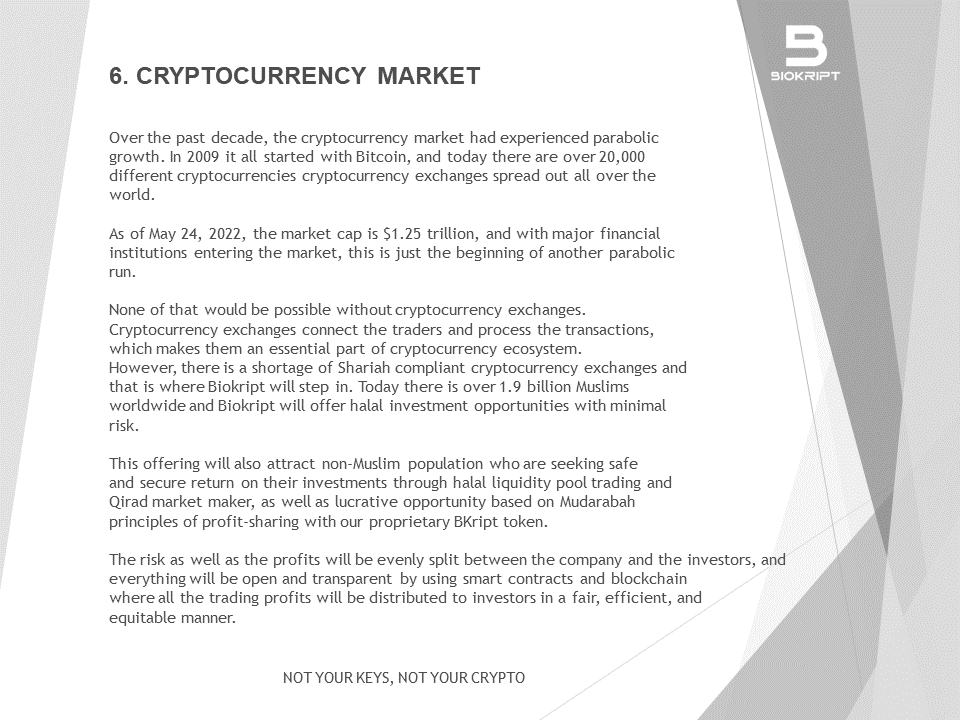 BIOKRIPT
6. CRYPTOCURRENCY MARKET
Over the past decade, the cryptocurrency market had experienced parabolic
growth. In 2009 it all started with Bitcoin, and today there are over 20,000
different cryptocurrencies cryptocurrency exchanges spread out all over the
world.
As of May 24, 2022, the market cap is $1.25 trillion, and with major financial
institutions entering the market, this is just the beginning of another parabolic
run.
None of that would be possible without cryptocurrency exchanges.
Cryptocurrency exchanges connect the traders and process the transactions,
which makes them an essential part of cryptocurrency ecosystem.
However, there is a shortage of Shariah compliant cryptocurrency exchanges and
that is where Biokript will step in. Today there is over 1.9 billion Muslims
worldwide and Biokript will offer halal investment opportunities with minimal
risk.
This offering will also attract non-Muslim population who are seeking safe
and secure return on their investments through halal liquidity pool trading and
Qirad market maker, as well as lucrative opportunity based on Mudarabah
principles of profit-sharing with our proprietary BKript token.
The risk as well as the profits will be evenly split between the company and the investors, and
everything will be open and transparent by using smart contracts and blockchain
where all the trading profits will be distributed to investors in a fair, efficient, and
equitable manner.
NOT YOUR KEYS, NOT YOUR CRYPTO